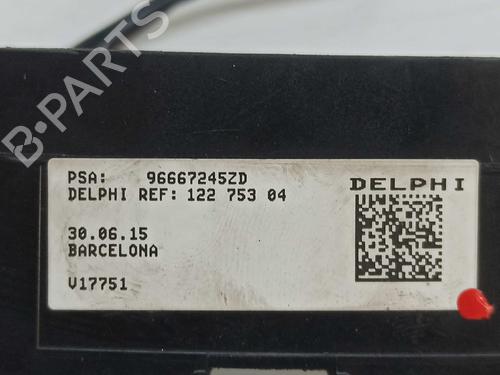 B-PARTS
PSA: 96667245ZD
DELPHI
DELPHI REF: 122 753 04
30.06.15
BARCELONA
V17751